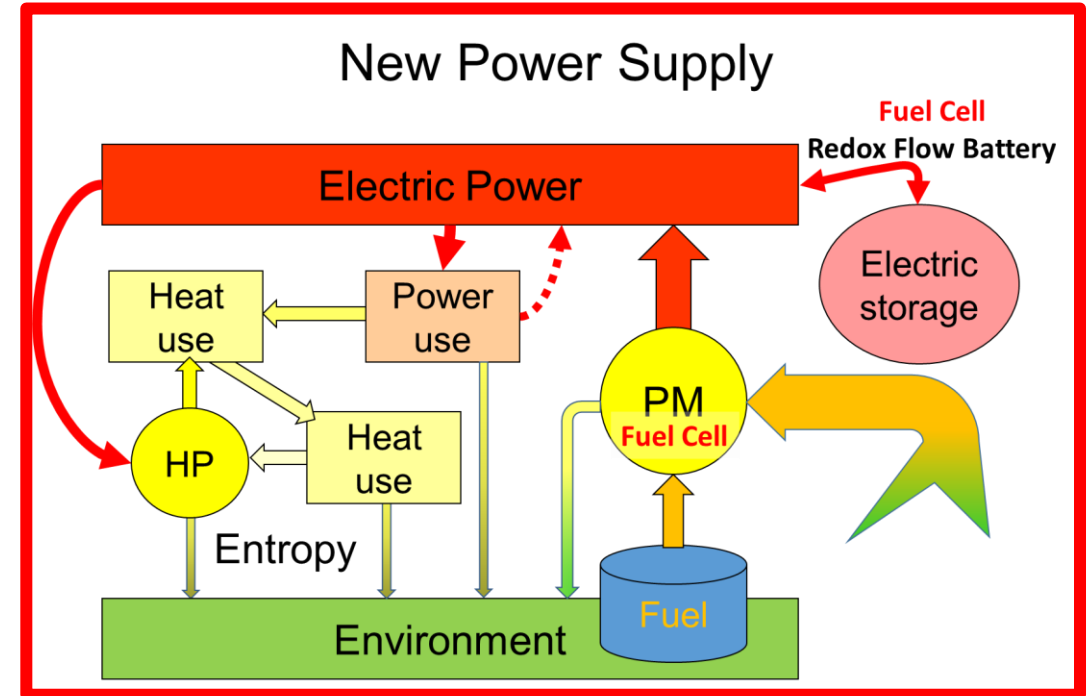 New Power Supply
Fuel Cell
Redox Flow Battery
Electric Power
Electric
storage
Heat
use
Power
use
PM
Fuel Cell
HP
Heat
use
Entropy
Fuel
Environment